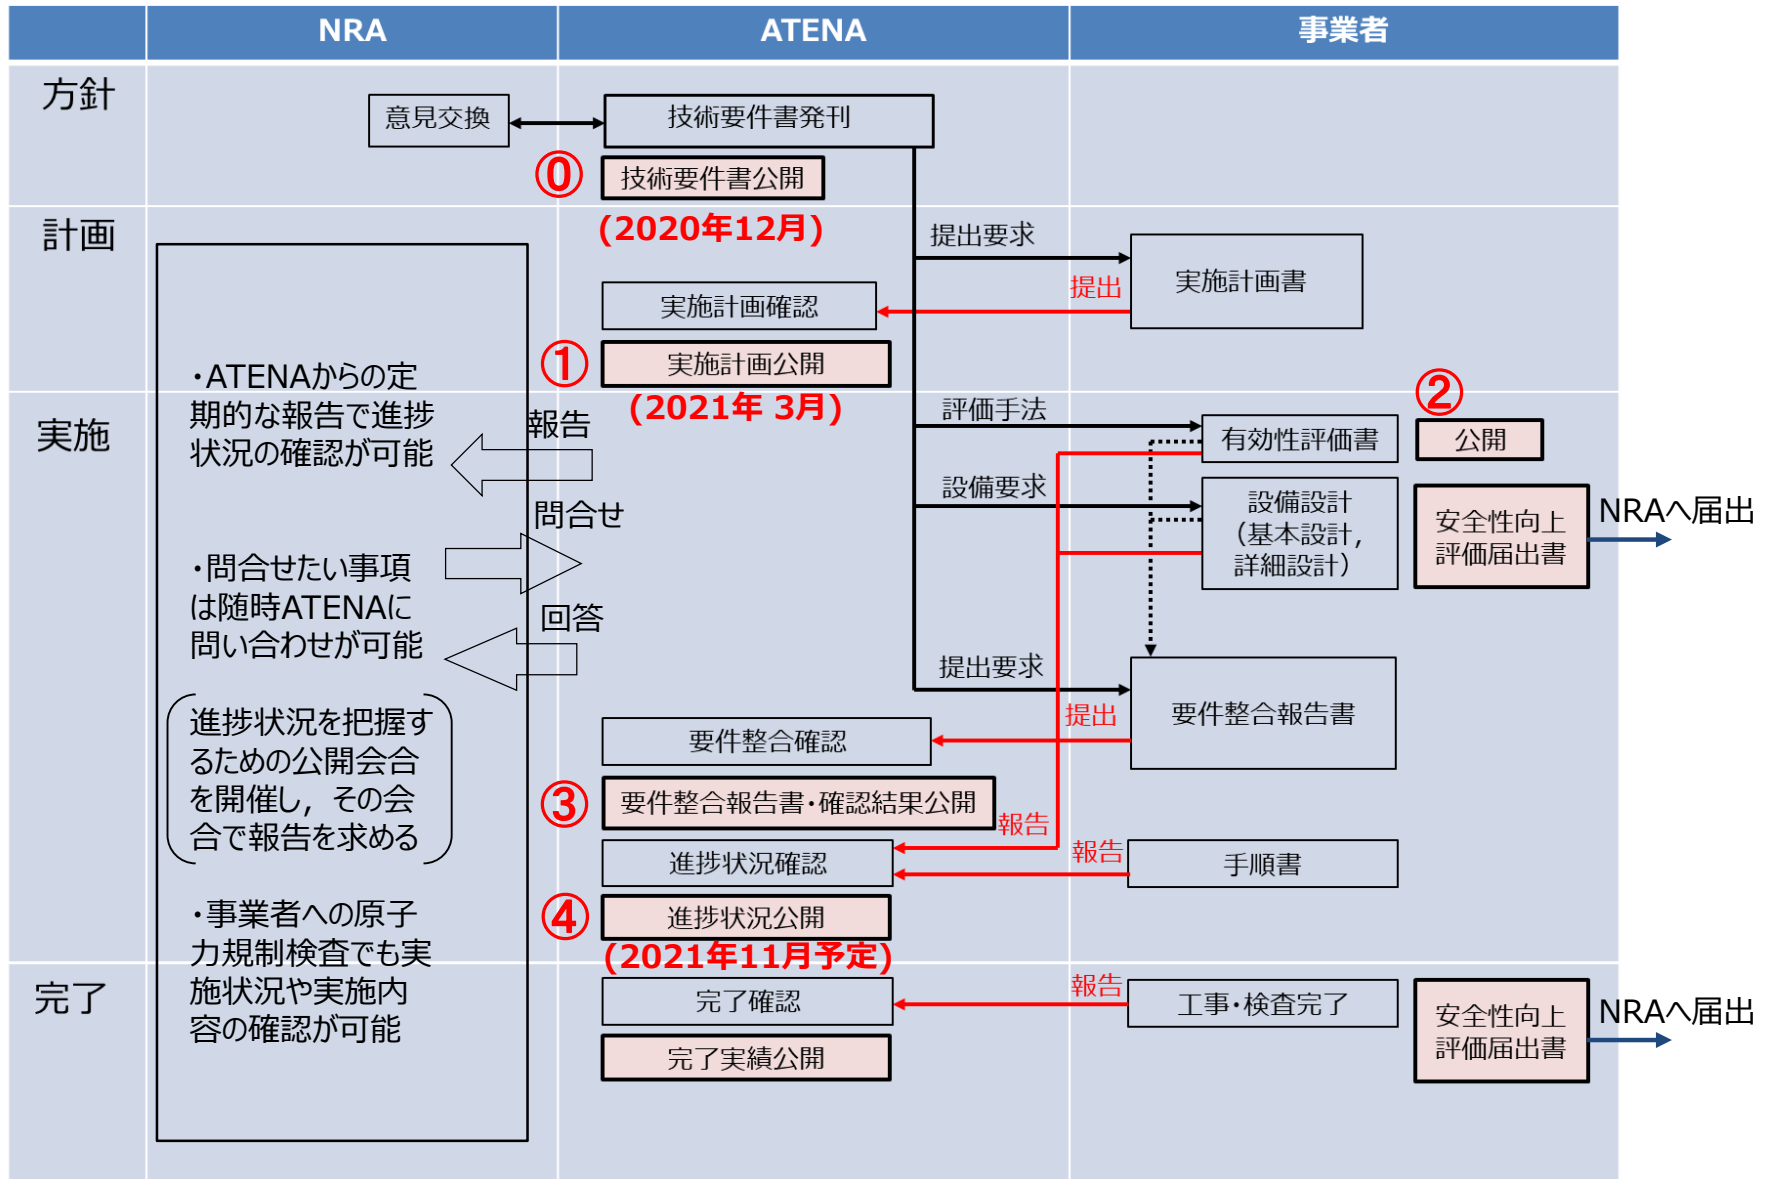 NRA
ATENA
事業者
方針
意見交換
技術要件書発刊
⓪
技術要件書公開
(2020年12月)
計画
提出要求
実施計画書
提出
実施計画確認
①
実施計画公開
(2021年 3月)
実施
・ATENAからの定
期的な報告で進捗
状況の確認が可能
報告
問合せ
・問合せたい事項
は随時ATENAに
問い合わせが可能
回答
進捗状況を把握す
るための公開会合
を開催し，その会
合で報告を求める
・事業者への原子
力規制検査でも実
施状況や実施内
容の確認が可能
評価手法
有効性評価書
②
公開
設備要求
設備設計
（基本設計，
詳細設計）
安全性向上
評価届出書
NRAへ届出
提出要求
要件整合報告書
提出
要件整合確認
③
要件整合報告書・確認結果公開
報告
進捗状況確認
報告
手順書
④
進捗状況公開
(2021年11月予定)
完了
完了確認
報告
工事・検査完了
安全性向上
評価届出書
NRAへ届出
完了実績公開